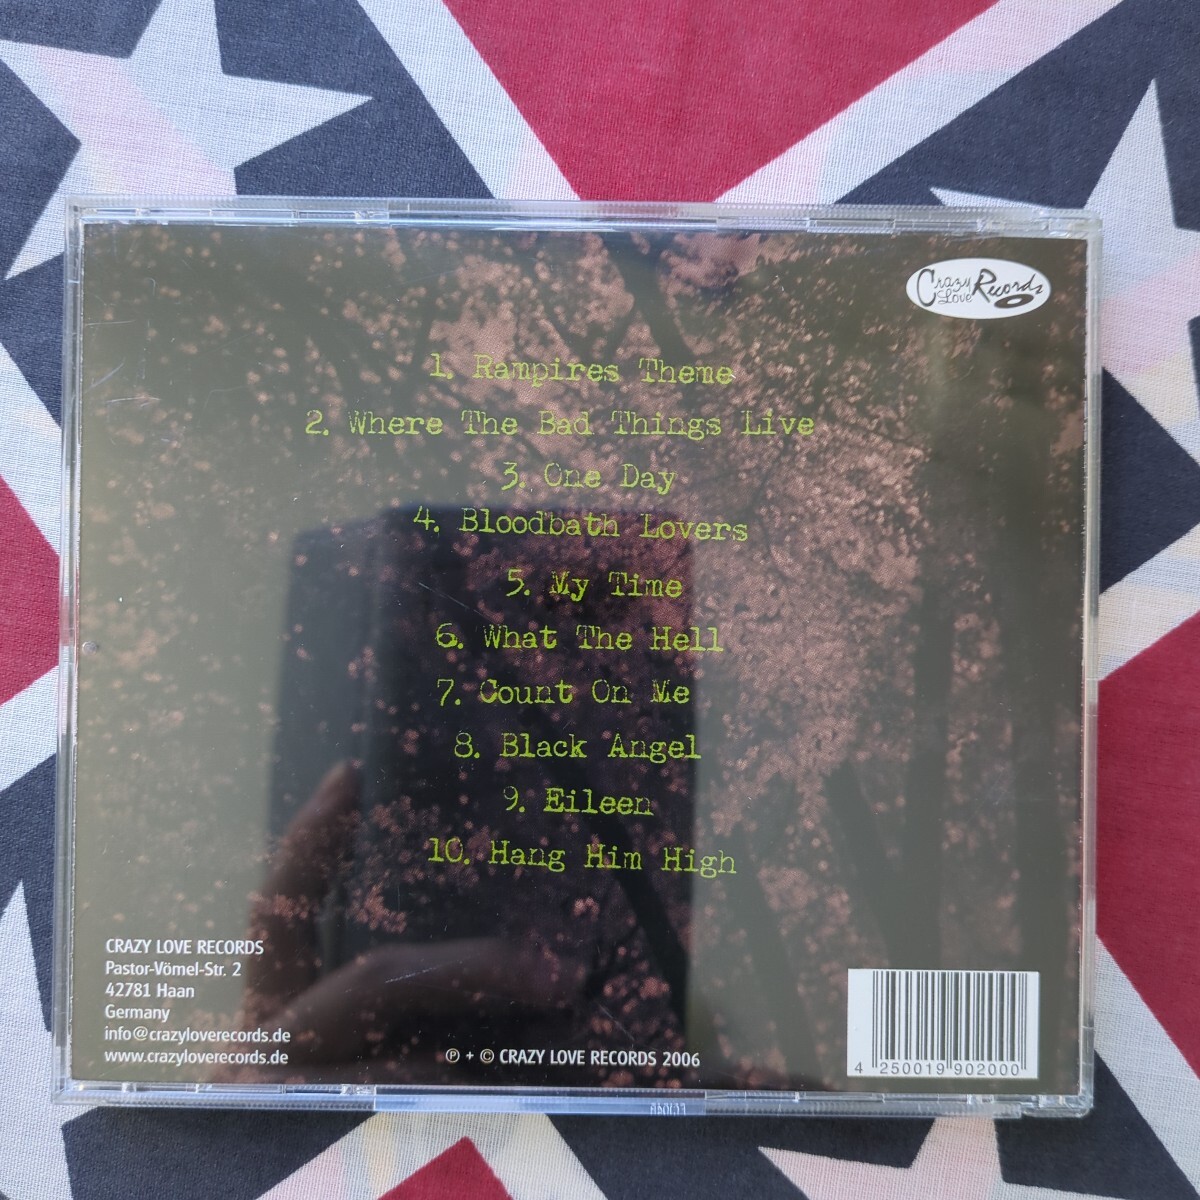 Crazy Love Records
1. Rampires Theme
2. Where The Bad Things Live
3. One Day
4. Bloodbath Lovers
5. My Time
6. What The Hell
7. Count On Me
8. Black Angel
9. Eileen
10. Hang Him High
CRAZY LOVE RECORDS
Pastor-Vömel-Str. 2
42781 Haan
Germany
info@crazyloverecords.de
www.crazyloverecords.de
℗ + © CRAZY LOVE RECORDS 2006
4 250019 902000